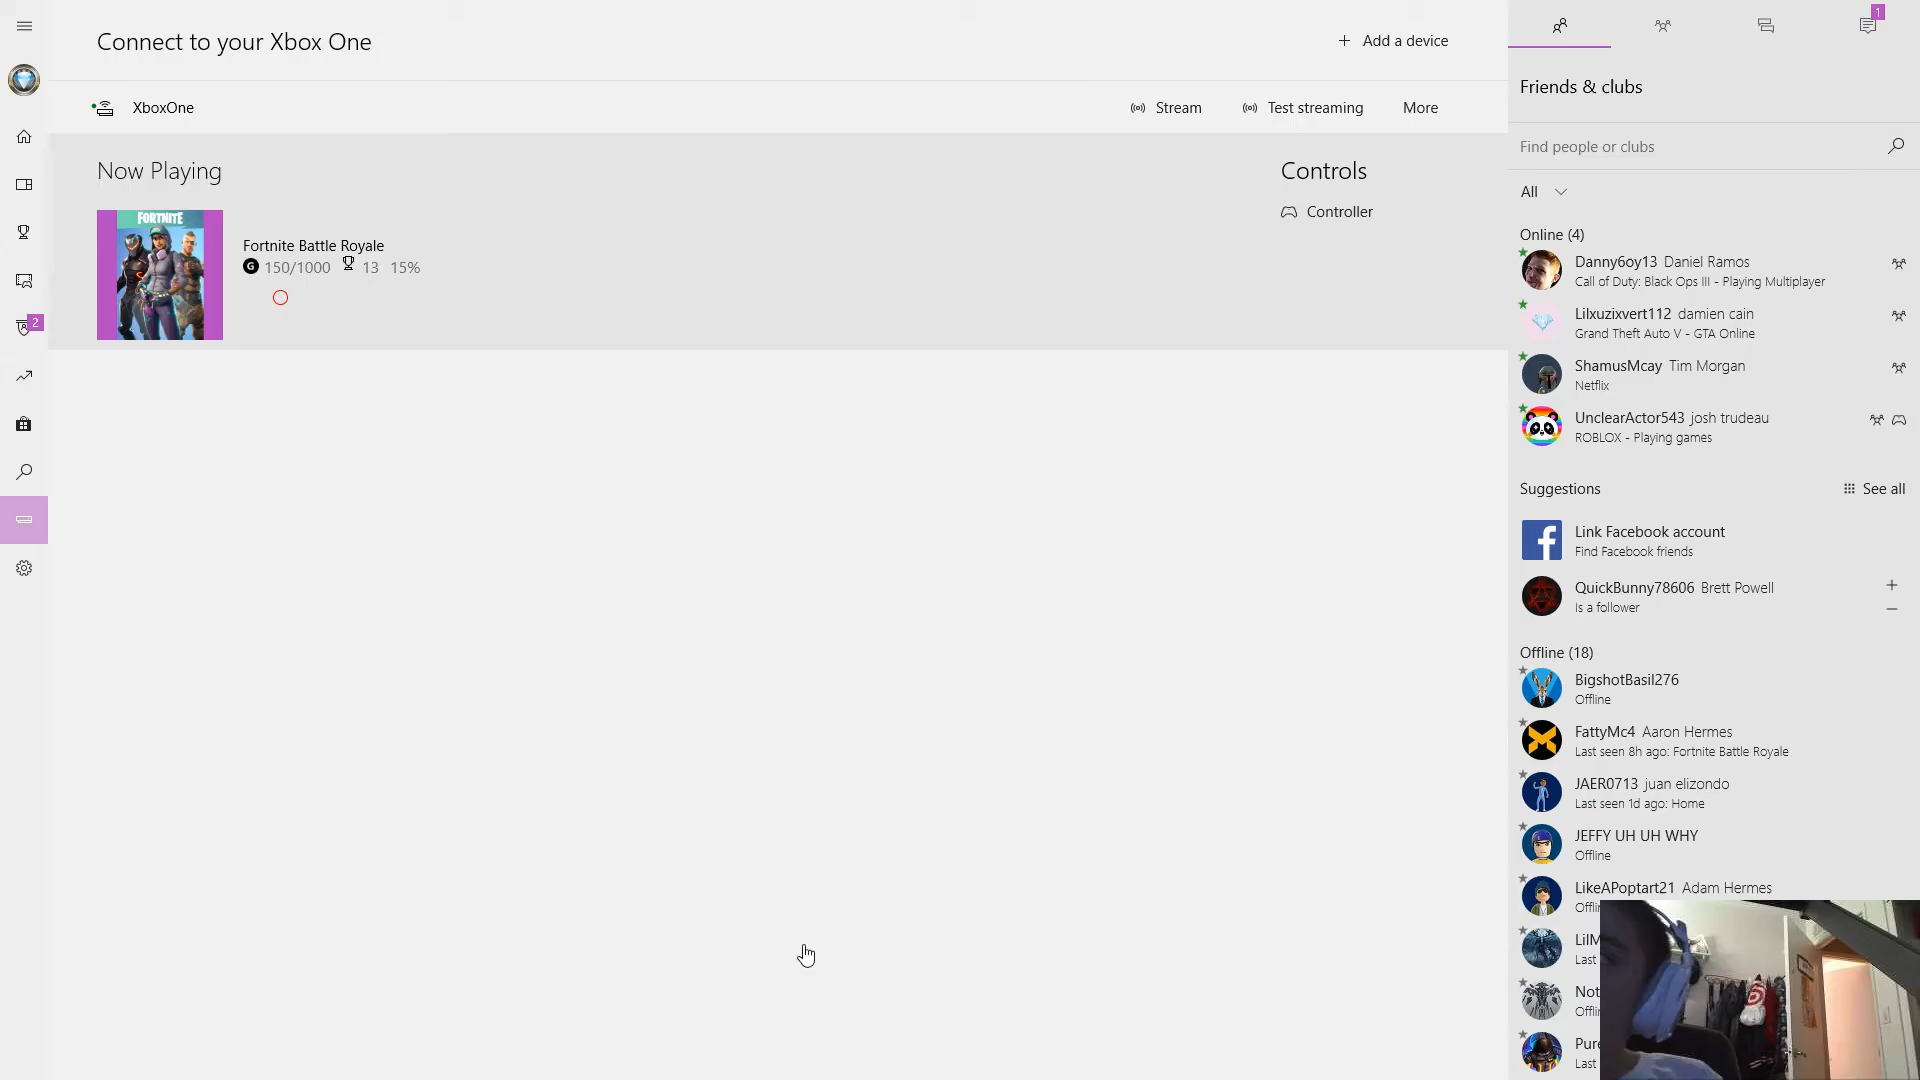 Connect to your Xbox One
Add a device
XboxOne
Stream
Test streaming
More
Now Playing
FORTNITE
Fortnite Battle Royale
G 150/1000 13 15%
Controls
Controller
2
1
Friends & clubs
Find people or clubs
All
Online (4)
Danny6oy13 Daniel Ramos
Call of Duty: Black Ops III - Playing Multiplayer
Lilxuzixvert112 damien cain
Grand Theft Auto V - GTA Online
ShamusMcay Tim Morgan
Netflix
UnclearActor543 josh trudeau
ROBLOX - Playing games
Suggestions
See all
Link Facebook account
Find Facebook friends
QuickBunny78606 Brett Powell
Is a follower
Offline (18)
BigshotBasil276
Offline
FattyMc4 Aaron Hermes
Last seen 8h ago: Fortnite Battle Royale
JAER0713 juan elizondo
Last seen 1d ago: Home
JEFFY UH UH WHY
Offline
LikeAPoptart21 Adam Hermes
Last
Last